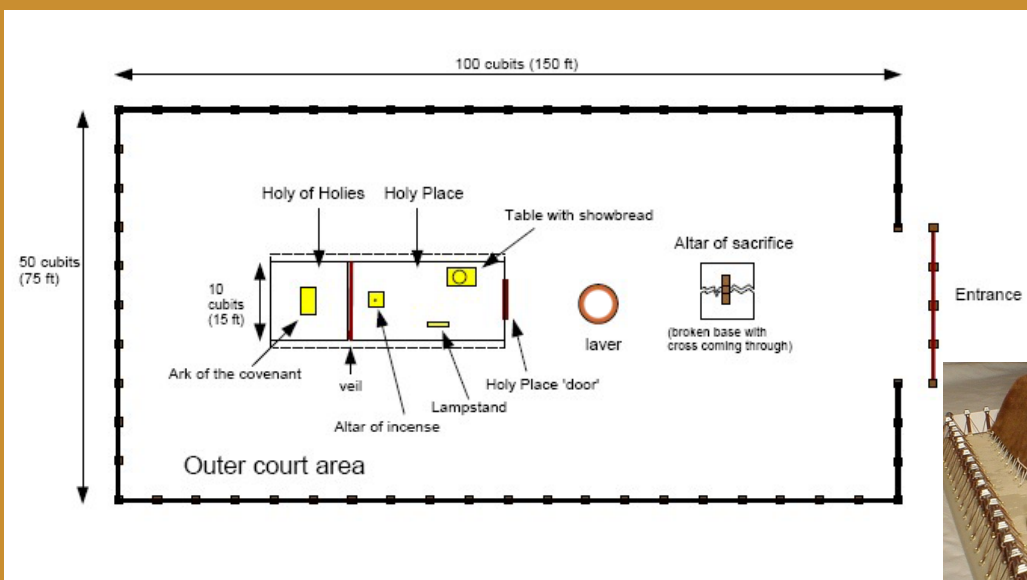 100 cubits (150 ft)
Holy of Holies
Holy Place
Table with showbread
Altar of sacrifice
50 cubits
(75 ft)
10
cubits
(15 ft)
Entrance
(broken base with
cross coming through)
laver
Ark of the covenant
veil
Holy Place 'door'
Lampstand
Altar of incense
Outer court area